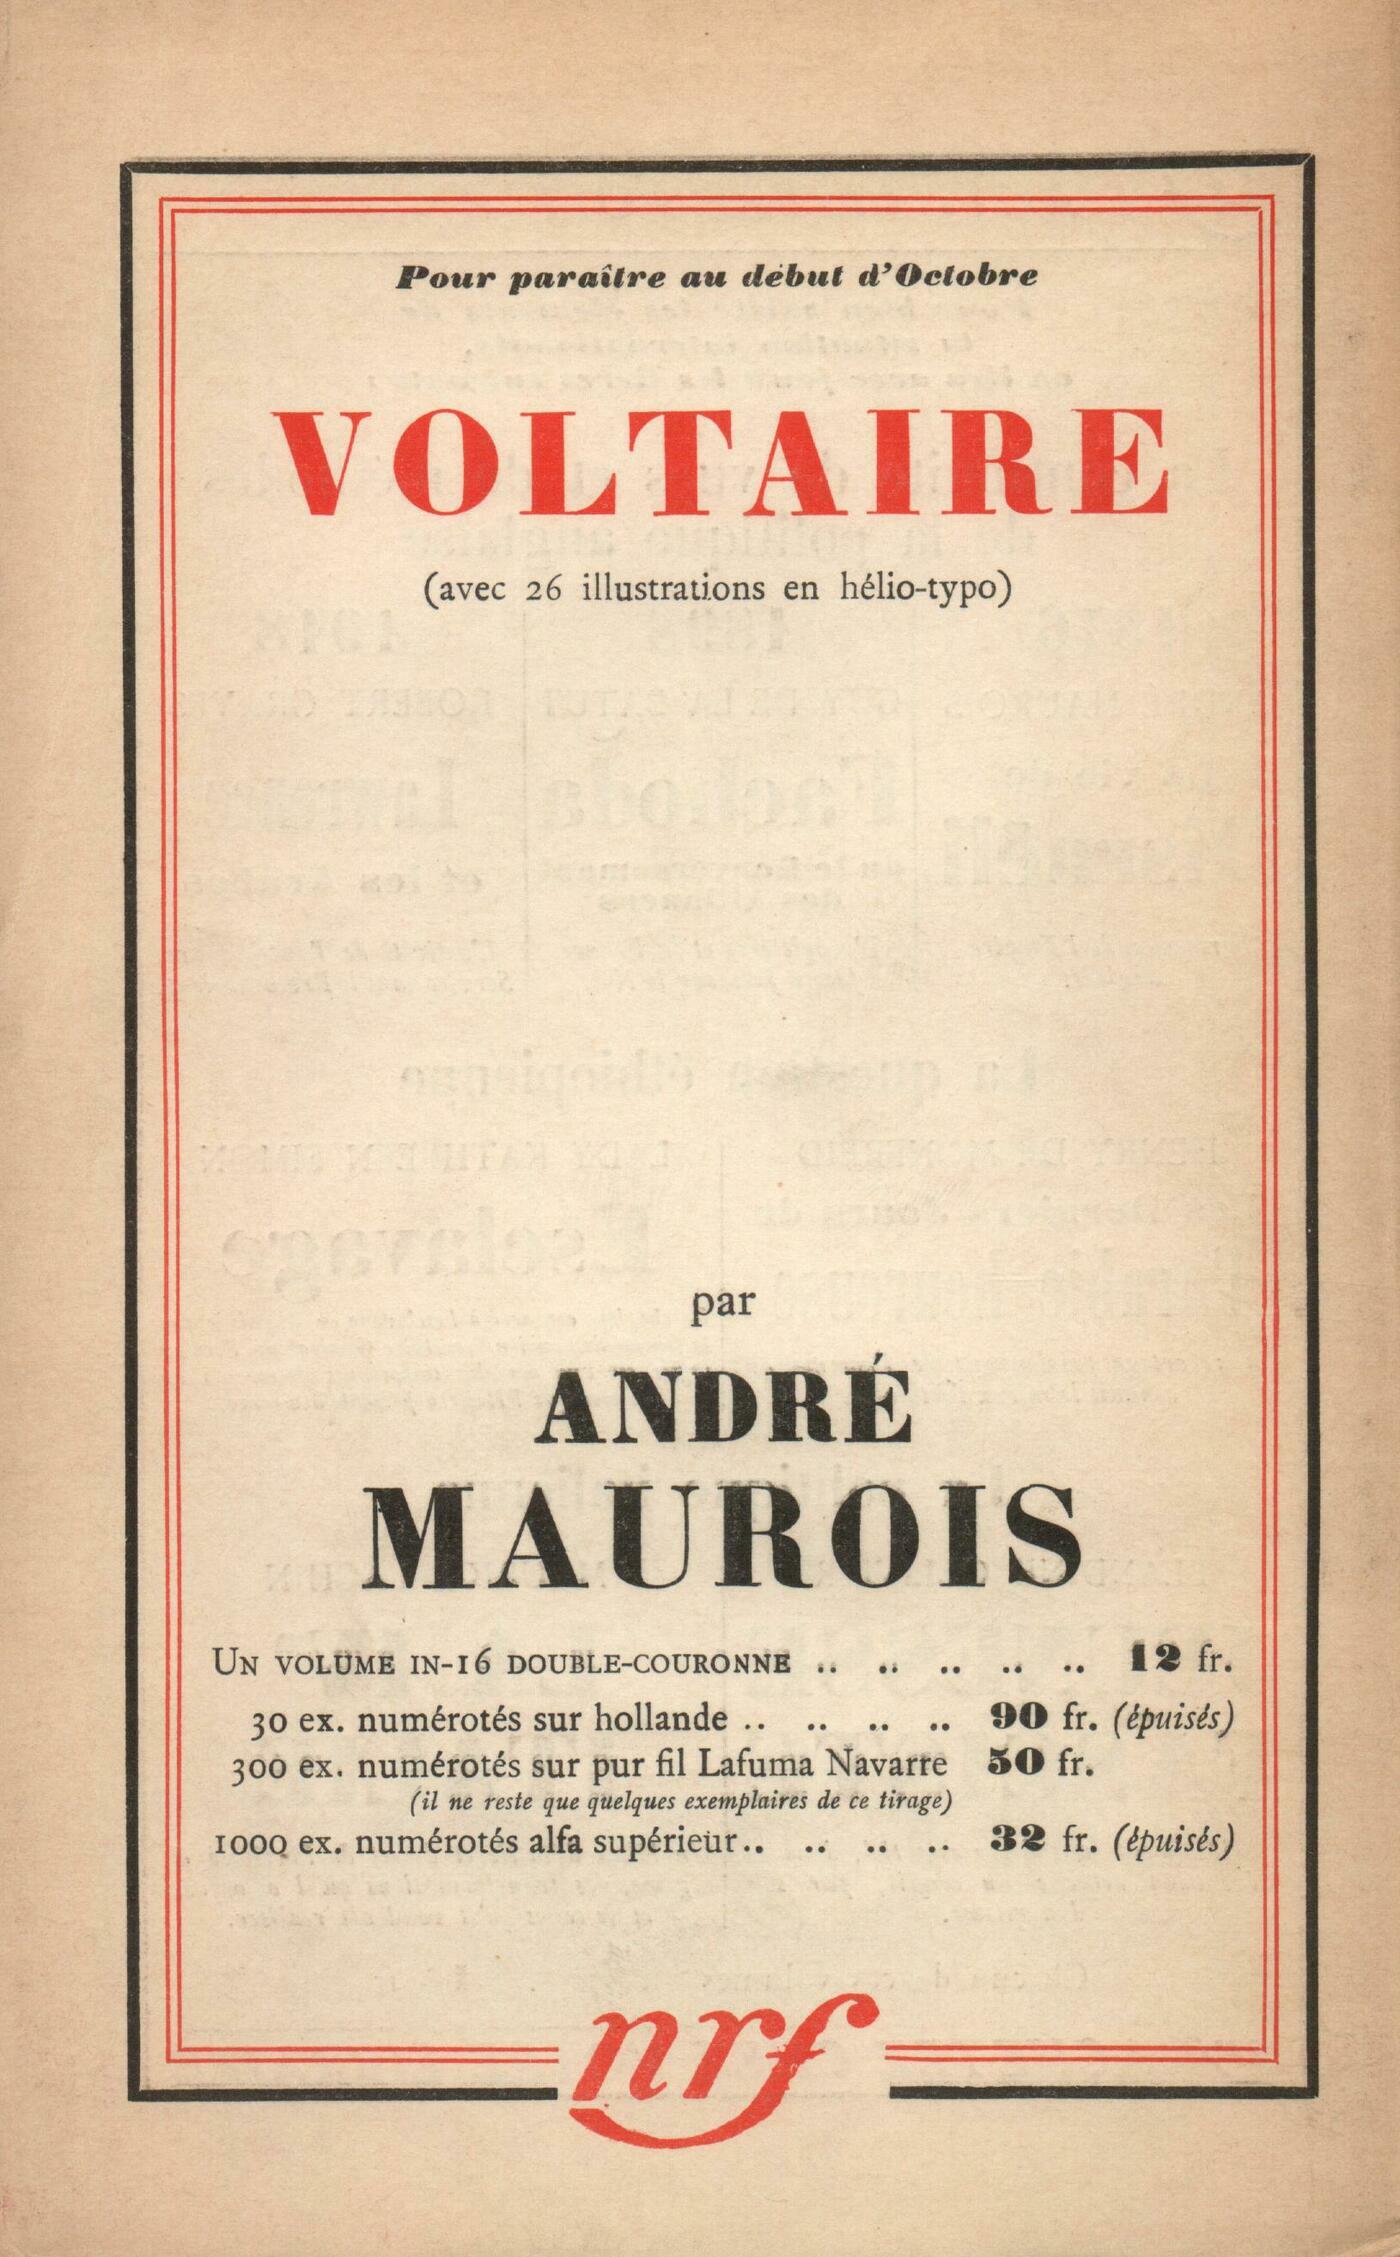 Pour paraître au début d'Octobre
VOLTAIRE
(avec 26 illustrations en hélio-typo)
par
ANDRÉ
MAUROIS
UN VOLUME IN-16 DOUBLE-COURONNE .. .. .. .. .. 12 fr.
30 ex. numérotés sur hollande .. .. .. .. 90 fr. (épuisés)
300 ex. numérotés sur pur fil Lafuma Navarre 50 fr.
(il ne reste que quelques exemplaires de ce tirage)
1000 ex. numérotés alfa supérieur .. .. .. .. 32 fr. (épuisés)
nrf